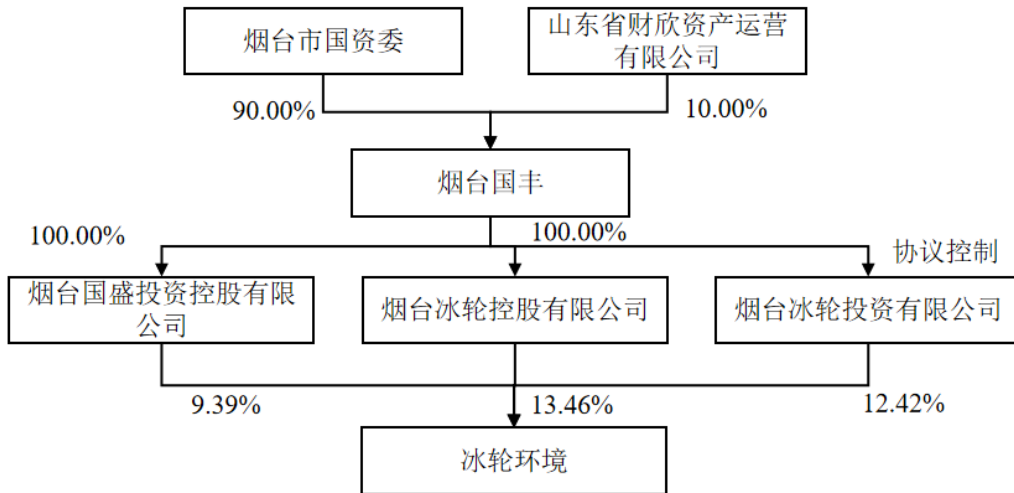 烟台市国资委
山东省财欣资产运营
有限公司
90.00%
10.00%
烟台国丰
100.00%
100.00%
协议控制
烟台国盛投资控股有限
公司
烟台冰轮控股有限公司
烟台冰轮投资有限公司
9.39%
13.46%
12.42%
冰轮环境